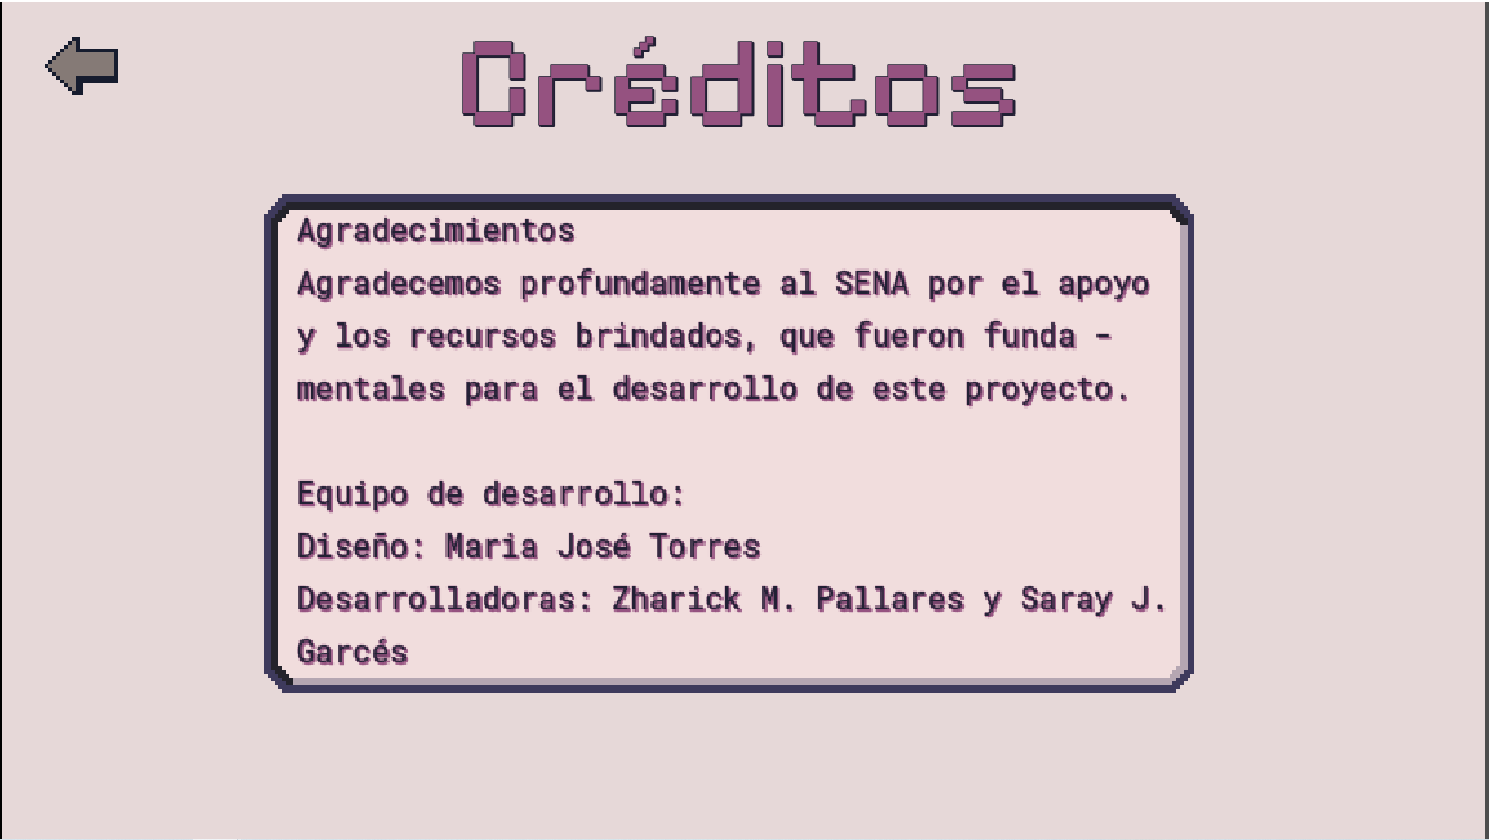 Créditos
Agradecimientos
Agradecemos profundamente al SENA por el apoyo
y los recursos brindados, que fueron funda -
mentales para el desarrollo de este proyecto.
Equipo de desarrollo:
Diseño: Maria José Torres
Desarrolladoras: Zharick M. Pallares y Saray J.
Garcés